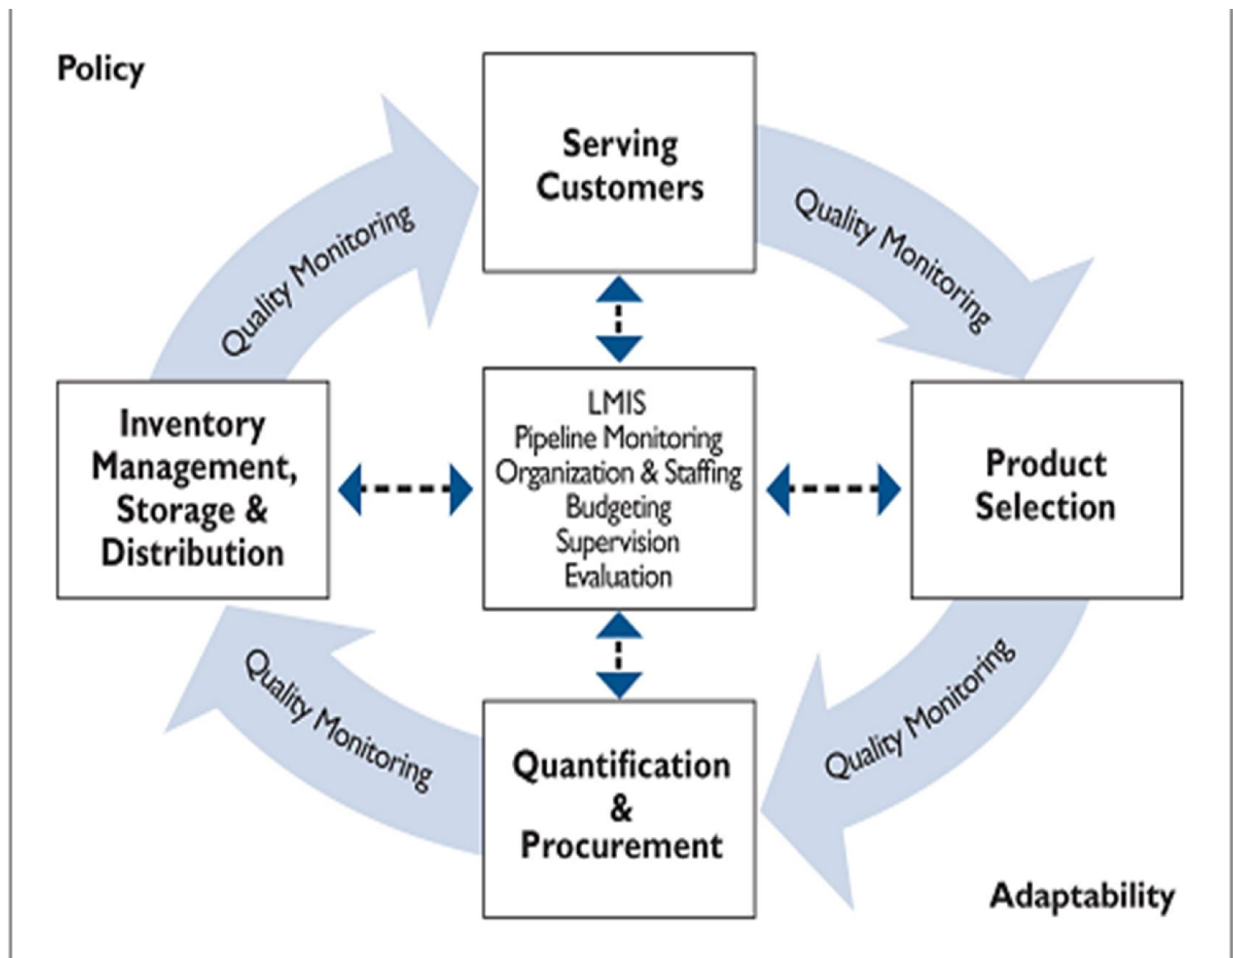 Policy
Serving
Customers
Quality Monitoring
Quality Monitoring
Inventory
Management,
Storage &
Distribution
LMIS
Pipeline Monitoring
Organization & Staffing
Budgeting
Supervision
Evaluation
Product
Selection
Quality Monitoring
Quality Monitoring
Quantification
&
Procurement
Adaptability